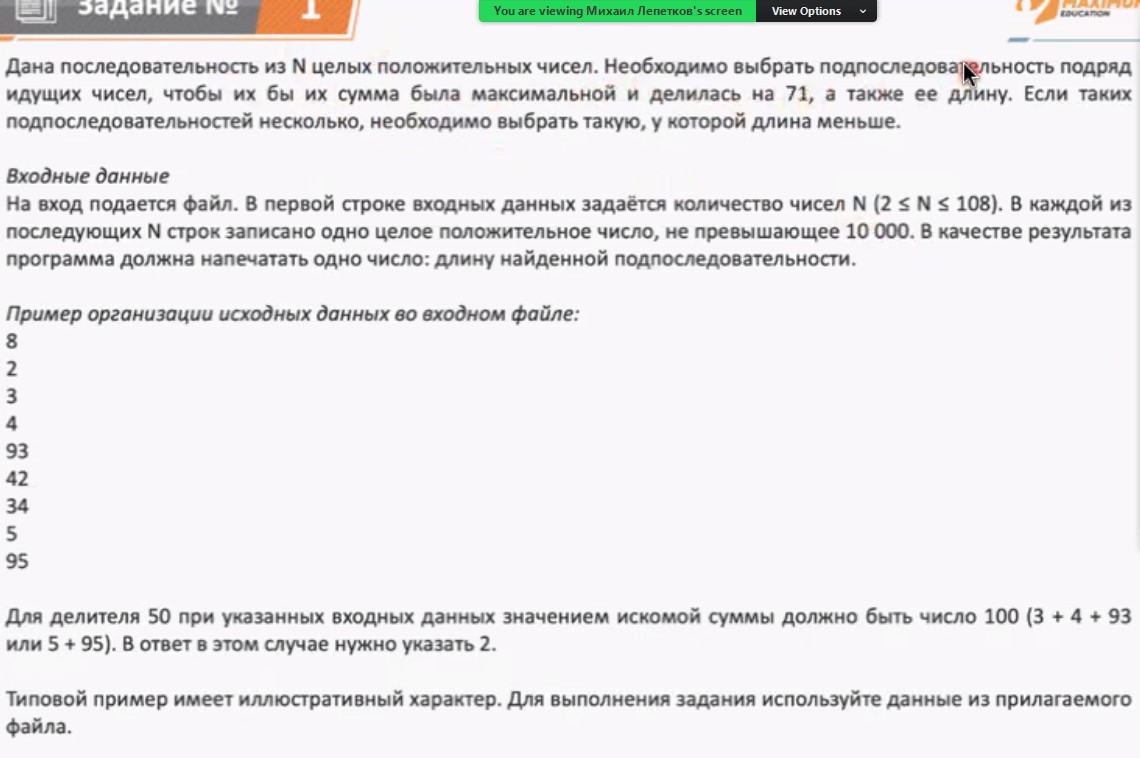 Задание № 1
You are viewing Михаил Лепетков's screen
View Options
MAXIMUM
EDUCATION
Дана последовательность из N целых положительных чисел. Необходимо выбрать подпоследовательность подряд
идущих чисел, чтобы их бы их сумма была максимальной и делилась на 71, а также ее длину. Если таких
подпоследовательностей несколько, необходимо выбрать такую, у которой длина меньше.
Входные данные
На вход подается файл. В первой строке входных данных задаётся количество чисел N (2 ≤ N ≤ 108). В каждой из
последующих N строк записано одно целое положительное число, не превышающее 10 000. В качестве результата
программа должна напечатать одно число: длину найденной подпоследовательности.
Пример организации исходных данных во входном файле:
8
2
3
4
93
42
34
5
95
Для делителя 50 при указанных входных данных значением искомой суммы должно быть число 100 (3 + 4 + 93
или 5 + 95). В ответ в этом случае нужно указать 2.
Типовой пример имеет иллюстративный характер. Для выполнения задания используйте данные из прилагаемого
файла.